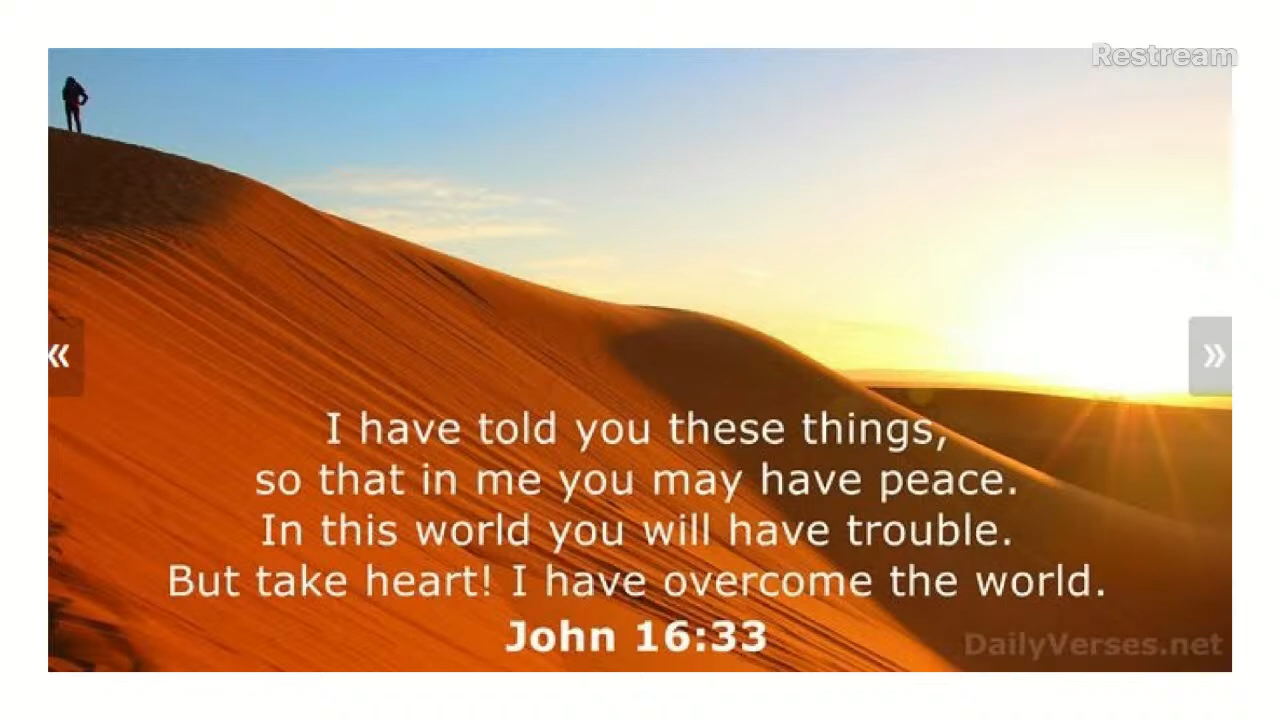 Restream
«
»
I have told you these things,
so that in me you may have peace.
In this world you will have trouble.
But take heart! I have overcome the world.
John 16:33
DailyVerses.net